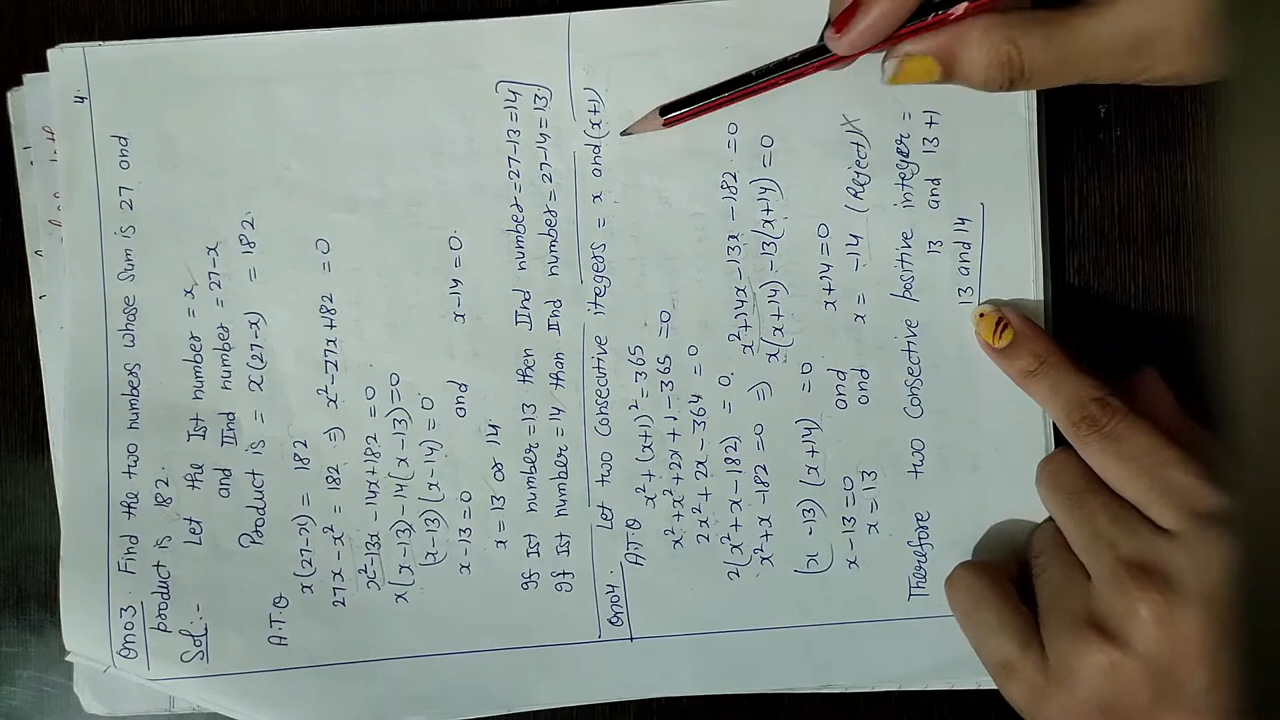 4.
Qno3. Find the two numbers whose Sum is 27 and
product is 182.
Sol:- Let the Ist number = x
and IInd number = 27-x
Product is = x(27-x) = 182.
A.T.Q
x(27-x) = 182
27x-x² = 182 ⇒ x²-27x+182=0
x²-13x-14x+182=0
x(x-13)-14(x-13)=0
(x-13)(x-14)=0
x-13=0 and x-14=0.
x=13 or 14
If Ist number=13 then IInd number=27-13=14
If Ist number=14 than IInd number=27-14=13.
Qno4. Let two Consecutive itegers = x and (x+1)
A.T.Q
x²+(x+1)²=365
x²+x²+2x+1-365=0
2x²+2x-364=0
2(x²+x-182)=0. x²+14x-13x-182=0
x²+x-182=0 ⇒ x(x+14)-13(x+14)=0
(x-13)(x+14)=0
x-13=0 and x+14=0
x=13 and x=-14 (Reject)x
Therefore two Consective positive integer =
13 and 13+1
13 and 14